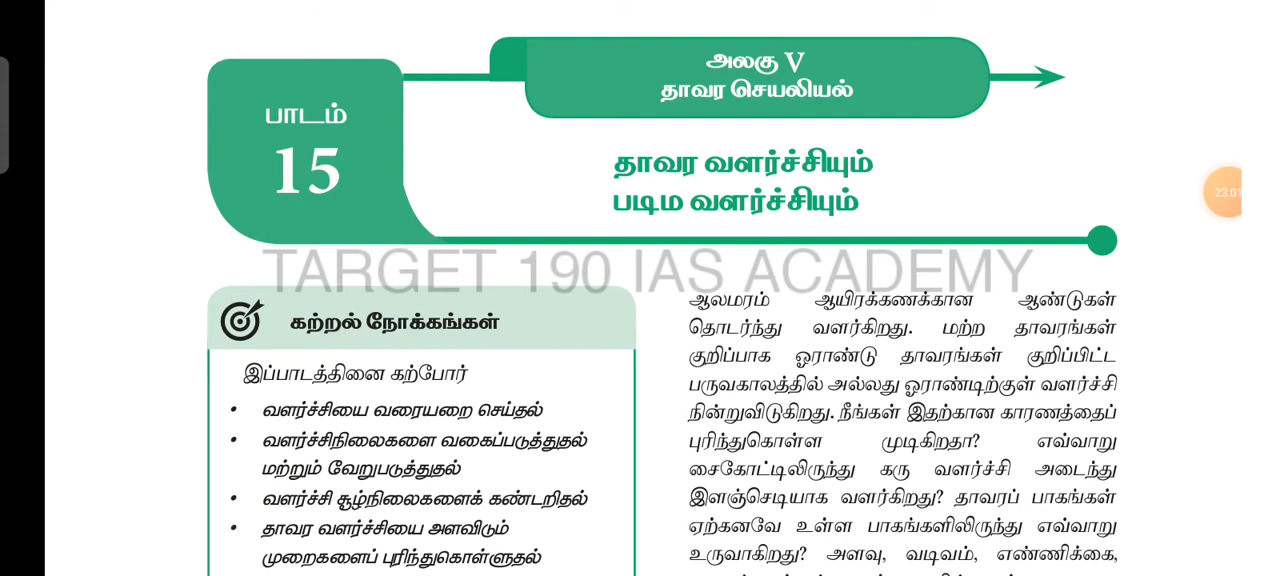 அலகு V
தாவர செயலியல்
பாடம்
15
தாவர வளர்ச்சியும்
படிம வளர்ச்சியும்
TARGET 190 IAS ACADEMY
கற்றல் நோக்கங்கள்
இப்பாடத்தினை கற்போர்
• வளர்ச்சியை வரையறை செய்தல்
• வளர்ச்சிநிலைகளை வகைப்படுத்துதல்
மற்றும் வேறுபடுத்துதல்
• வளர்ச்சி சூழ்நிலைகளைக் கண்டறிதல்
• தாவர வளர்ச்சியை அளவிடும்
முறைகளைப் புரிந்துகொள்ளுதல்
ஆலமரம் ஆயிரக்கணக்கான ஆண்டுகள்
தொடர்ந்து வளர்கிறது. மற்ற தாவரங்கள்
குறிப்பாக ஓராண்டு தாவரங்கள் குறிப்பிட்ட
பருவகாலத்தில் அல்லது ஓராண்டிற்குள் வளர்ச்சி
நின்றுவிடுகிறது. நீங்கள் இதற்கான காரணத்தைப்
புரிந்துகொள்ள முடிகிறதா? எவ்வாறு
சைகோட்டிலிருந்து கரு வளர்ச்சி அடைந்து
இளஞ்செடியாக வளர்கிறது? தாவரப் பாகங்கள்
ஏற்கனவே உள்ள பாகங்களிலிருந்து எவ்வாறு
உருவாகிறது? அளவு, வடிவம், எண்ணிக்கை,
23:01